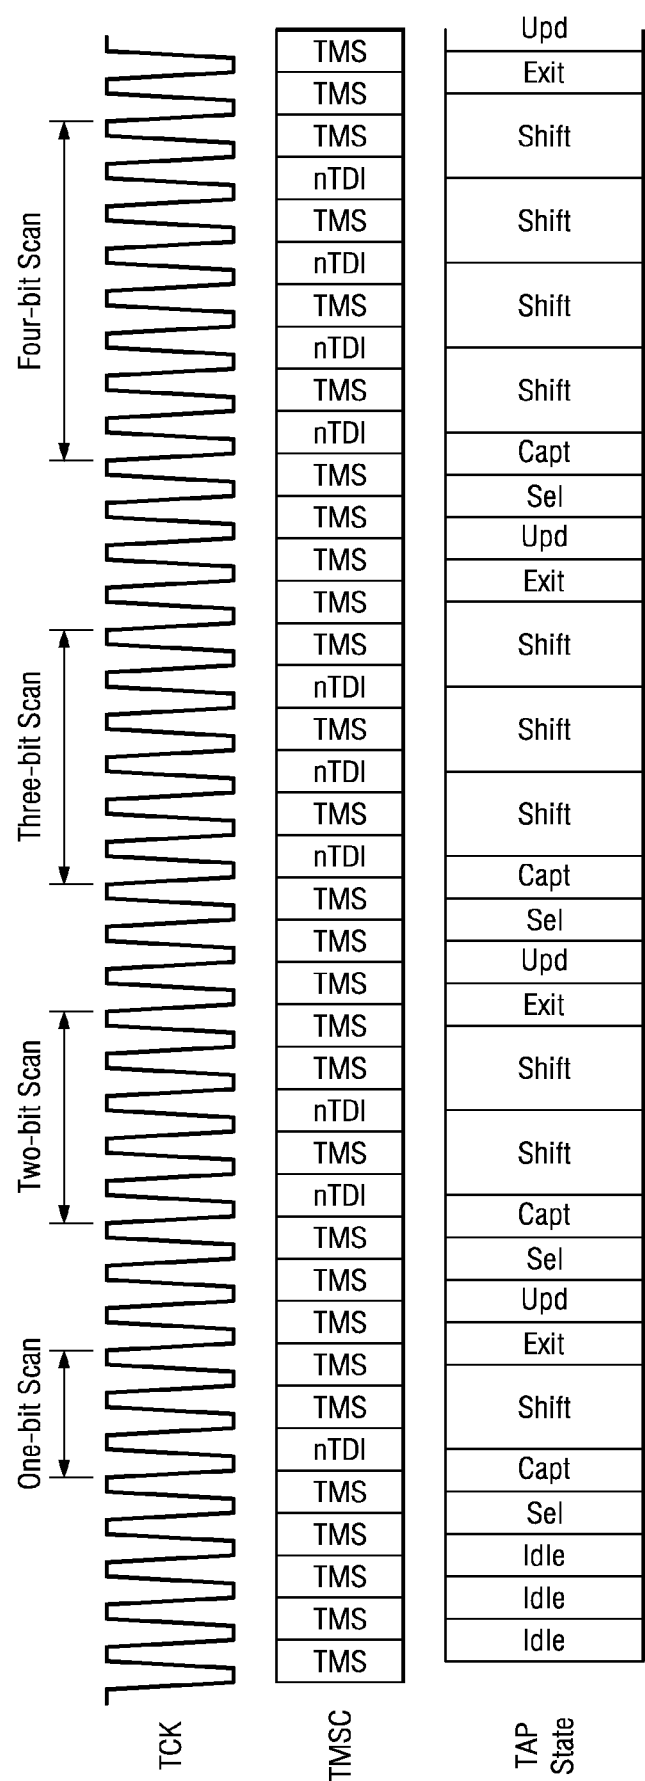 Four-bit Scan
Three-bit Scan
Two-bit Scan
One-bit Scan
TCK
TMS
TMS
TMS
nTDI
TMS
nTDI
TMS
nTDI
TMS
nTDI
TMS
TMS
TMS
TMS
TMS
nTDI
TMS
nTDI
TMS
nTDI
TMS
TMS
TMS
TMS
TMS
nTDI
TMS
nTDI
TMS
TMS
TMS
TMS
TMS
nTDI
TMS
TMS
TMS
TMS
TMS
TMSC
Upd
Exit
Shift
Shift
Shift
Shift
Capt
Sel
Upd
Exit
Shift
Shift
Shift
Capt
Sel
Upd
Exit
Shift
Shift
Capt
Sel
Upd
Exit
Shift
Capt
Sel
Idle
Idle
Idle
TAP
State